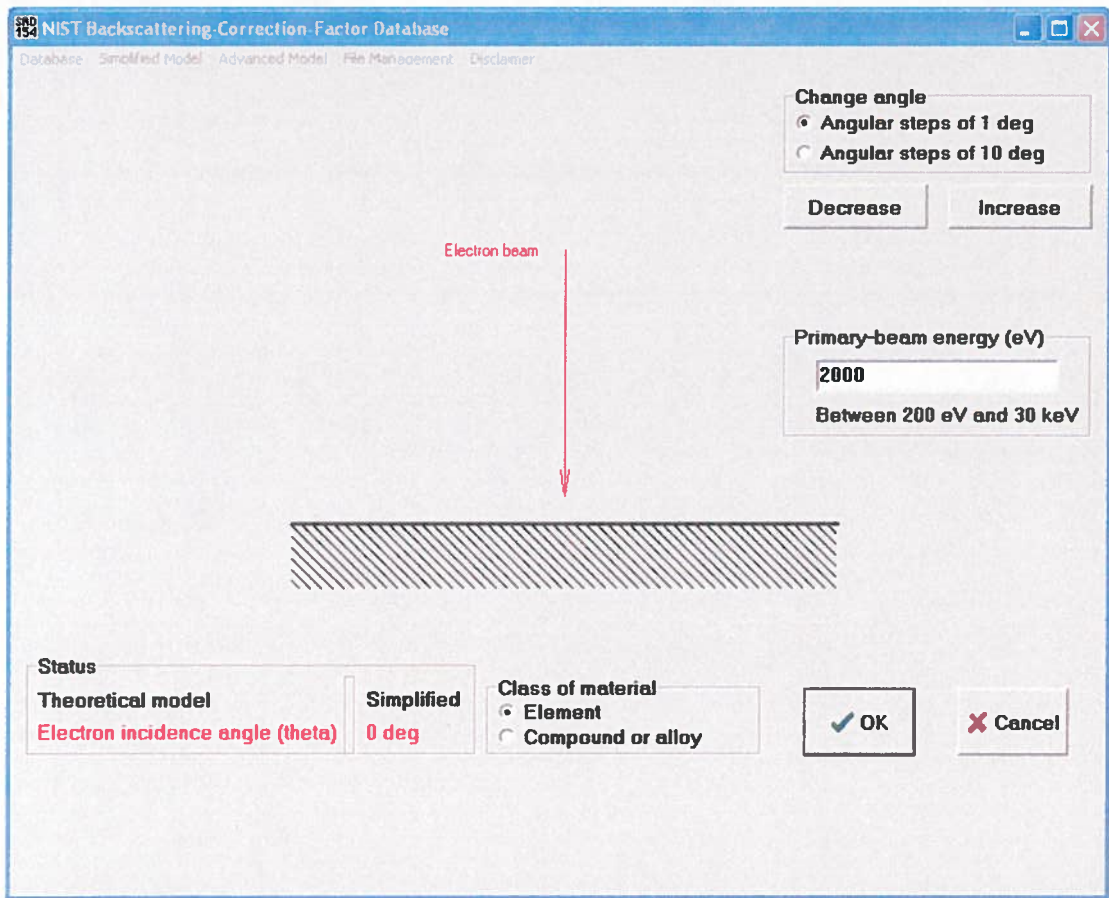 SRD
154
NIST Backscattering-Correction-Factor Database
Database Simplified Model Advanced Model File Management Disclaimer
Change angle
Angular steps of 1 deg
Angular steps of 10 deg
Decrease Increase
Electron beam
Primary-beam energy (eV)
2000
Between 200 eV and 30 keV
Status
Theoretical model Simplified
Electron incidence angle (theta) 0 deg
Class of material
Element
Compound or alloy
OK Cancel